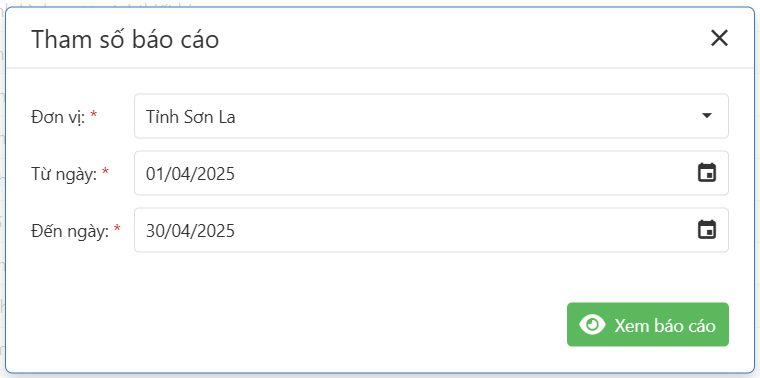 Tham số báo cáo
Đơn vị: * Tỉnh Sơn La
Từ ngày: * 01/04/2025
Đến ngày: * 30/04/2025
Xem báo cáo